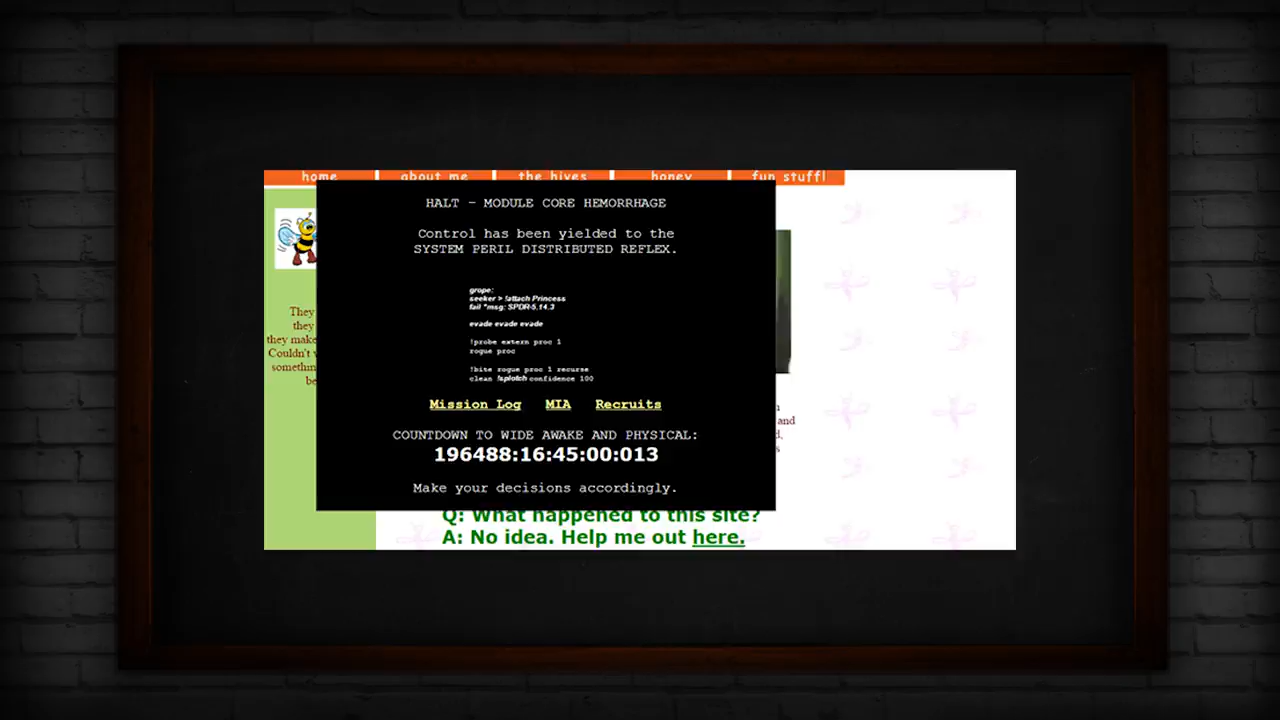 home about me the hives honey fun stuff!
HALT - MODULE CORE HEMORRHAGE
Control has been yielded to the
SYSTEM PERIL DISTRIBUTED REFLEX.
grope:
seeker > !attach Princess
fail *msg: SPDR-5.14.3
evade evade evade
!probe extern proc 1
rogue proc
!bite rogue proc 1 recurse
clean !splotch confidence 100
Mission Log MIA Recruits
COUNTDOWN TO WIDE AWAKE AND PHYSICAL:
196488:16:45:00:013
Make your decisions accordingly.
They
they
they make
Couldn't
somethin
be
and
Q: What happened to this site?
A: No idea. Help me out here.